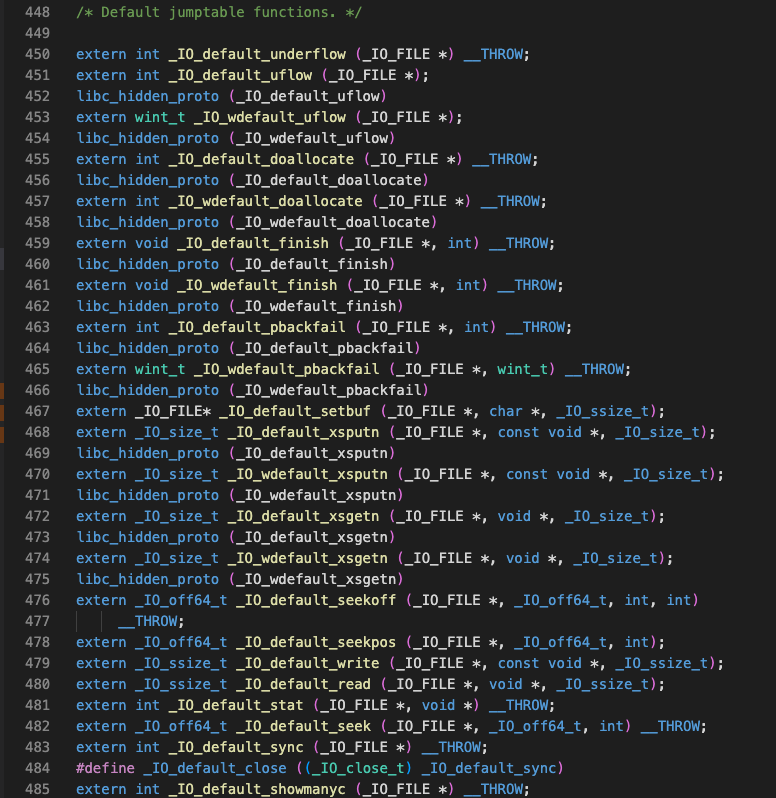 448 /* Default jumptable functions. */
449
450 extern int _IO_default_underflow (_IO_FILE *) __THROW;
451 extern int _IO_default_uflow (_IO_FILE *);
452 libc_hidden_proto (_IO_default_uflow)
453 extern wint_t _IO_wdefault_uflow (_IO_FILE *);
454 libc_hidden_proto (_IO_wdefault_uflow)
455 extern int _IO_default_doallocate (_IO_FILE *) __THROW;
456 libc_hidden_proto (_IO_default_doallocate)
457 extern int _IO_wdefault_doallocate (_IO_FILE *) __THROW;
458 libc_hidden_proto (_IO_wdefault_doallocate)
459 extern void _IO_default_finish (_IO_FILE *, int) __THROW;
460 libc_hidden_proto (_IO_default_finish)
461 extern void _IO_wdefault_finish (_IO_FILE *, int) __THROW;
462 libc_hidden_proto (_IO_wdefault_finish)
463 extern int _IO_default_pbackfail (_IO_FILE *, int) __THROW;
464 libc_hidden_proto (_IO_default_pbackfail)
465 extern wint_t _IO_wdefault_pbackfail (_IO_FILE *, wint_t) __THROW;
466 libc_hidden_proto (_IO_wdefault_pbackfail)
467 extern _IO_FILE* _IO_default_setbuf (_IO_FILE *, char *, _IO_ssize_t);
468 extern _IO_size_t _IO_default_xsputn (_IO_FILE *, const void *, _IO_size_t);
469 libc_hidden_proto (_IO_default_xsputn)
470 extern _IO_size_t _IO_wdefault_xsputn (_IO_FILE *, const void *, _IO_size_t);
471 libc_hidden_proto (_IO_wdefault_xsputn)
472 extern _IO_size_t _IO_default_xsgetn (_IO_FILE *, void *, _IO_size_t);
473 libc_hidden_proto (_IO_default_xsgetn)
474 extern _IO_size_t _IO_wdefault_xsgetn (_IO_FILE *, void *, _IO_size_t);
475 libc_hidden_proto (_IO_wdefault_xsgetn)
476 extern _IO_off64_t _IO_default_seekoff (_IO_FILE *, _IO_off64_t, int, int)
477 __THROW;
478 extern _IO_off64_t _IO_default_seekpos (_IO_FILE *, _IO_off64_t, int);
479 extern _IO_ssize_t _IO_default_write (_IO_FILE *, const void *, _IO_ssize_t);
480 extern _IO_ssize_t _IO_default_read (_IO_FILE *, void *, _IO_ssize_t);
481 extern int _IO_default_stat (_IO_FILE *, void *) __THROW;
482 extern _IO_off64_t _IO_default_seek (_IO_FILE *, _IO_off64_t, int) __THROW;
483 extern int _IO_default_sync (_IO_FILE *) __THROW;
484 #define _IO_default_close ((_IO_close_t) _IO_default_sync)
485 extern int _IO_default_showmanyc (_IO_FILE *) __THROW;